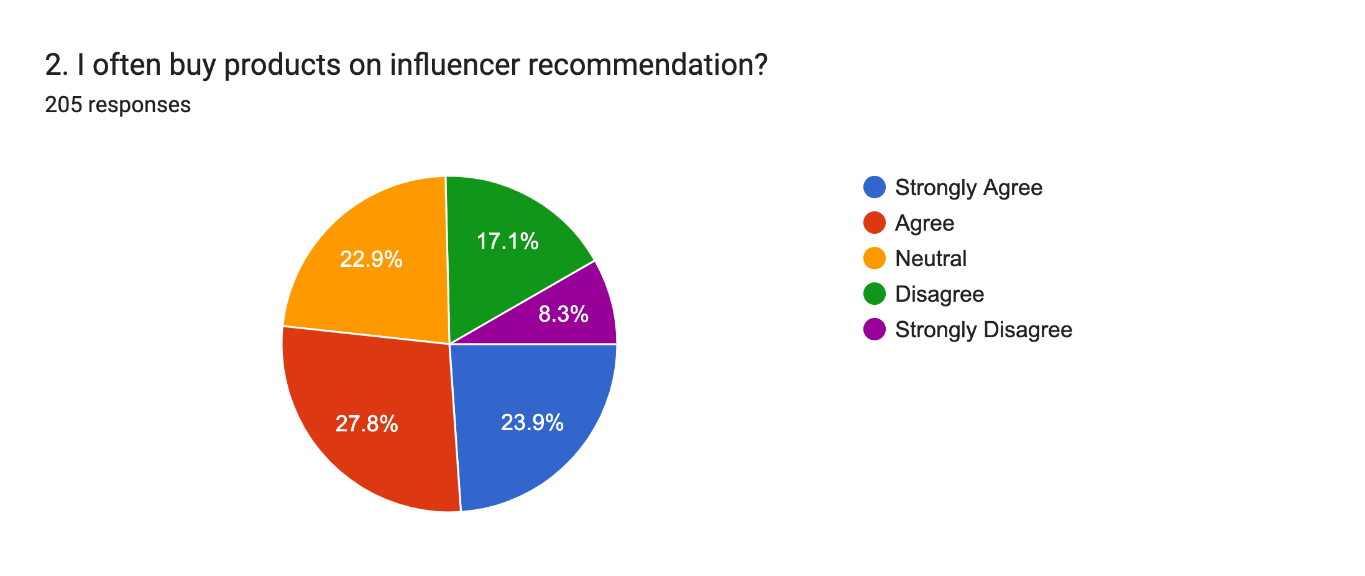 2. I often buy products on influencer recommendation?
205 responses
17.1%
22.9%
8.3%
27.8%
23.9%
Strongly Agree
Agree
Neutral
Disagree
Strongly Disagree